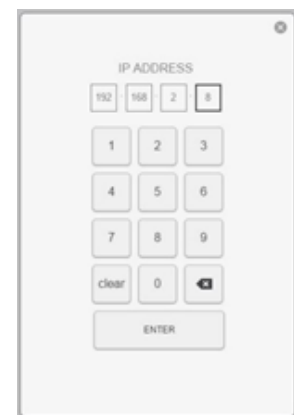 IP ADDRESS
192 168 2 8
1 2 3
4 5 6
7 8 9
clear 0
ENTER